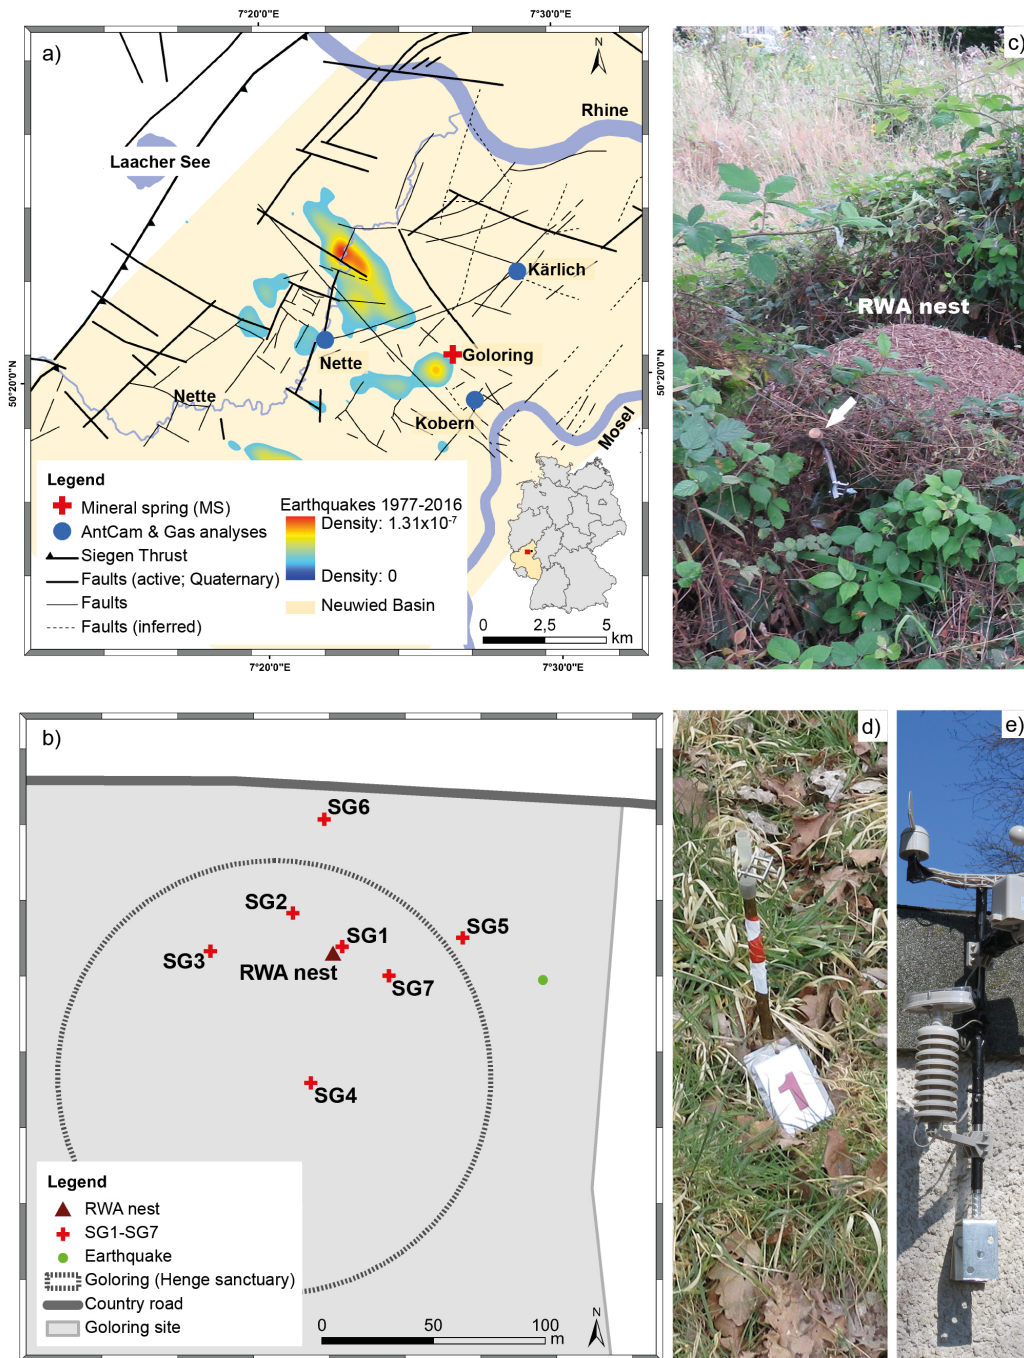 7°20'0"E
7°30'0"E
a)
N
c)
Rhine
Laacher See
Kärlich
RWA nest
50°20'0"N
Goloring
50°20'0"N
Nette
Nette
Kobern
Mosel
Legend
Mineral spring (MS)
AntCam & Gas analyses
Siegen Thrust
Faults (active; Quaternary)
Faults
Faults (inferred)
Earthquakes 1977-2016
Density: 1.31x10-7
Density: 0
Neuwied Basin
0 2,5 5
km
7°20'0"E
7°30'0"E
b)
d)
e)
SG6
SG2
SG1
SG5
SG3
RWA nest
SG7
SG4
1
Legend
RWA nest
SG1-SG7
Earthquake
Goloring (Henge sanctuary)
Country road
Goloring site
0 50 100
m
N